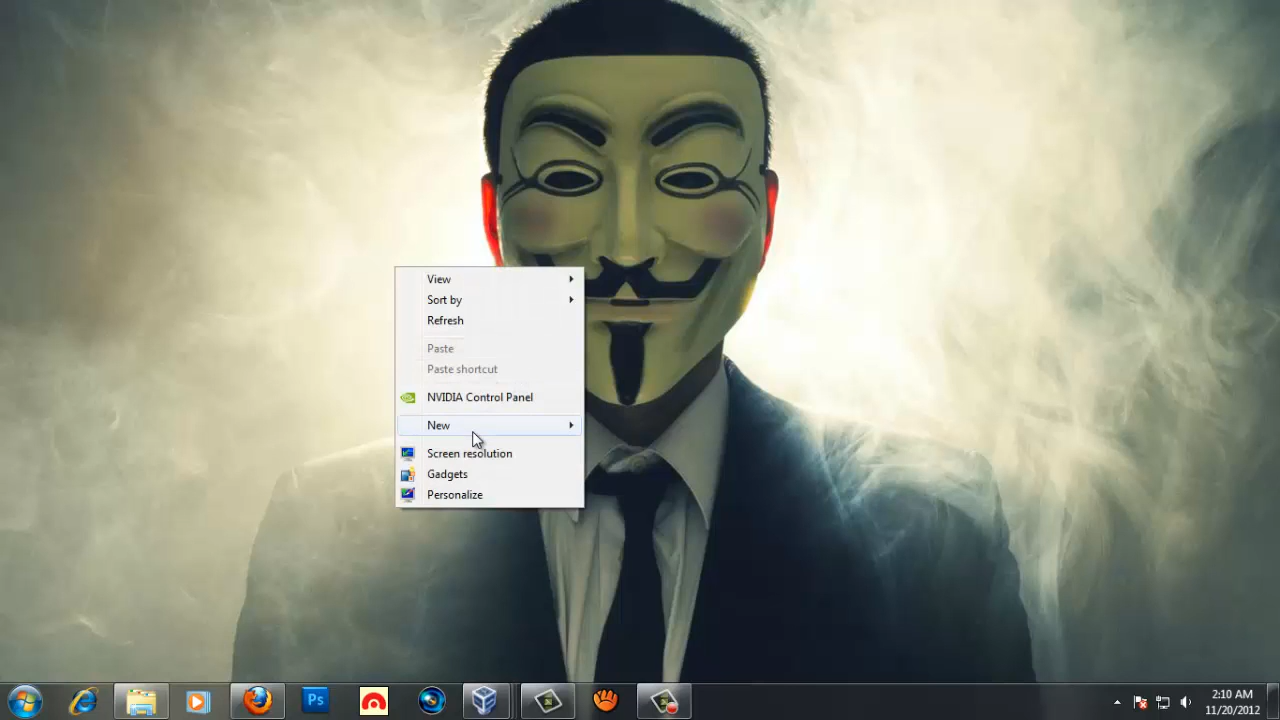 View
Sort by
Refresh
Paste
Paste shortcut
NVIDIA Control Panel
New
Screen resolution
Gadgets
Personalize
Ps
2:10 AM
11/20/2012